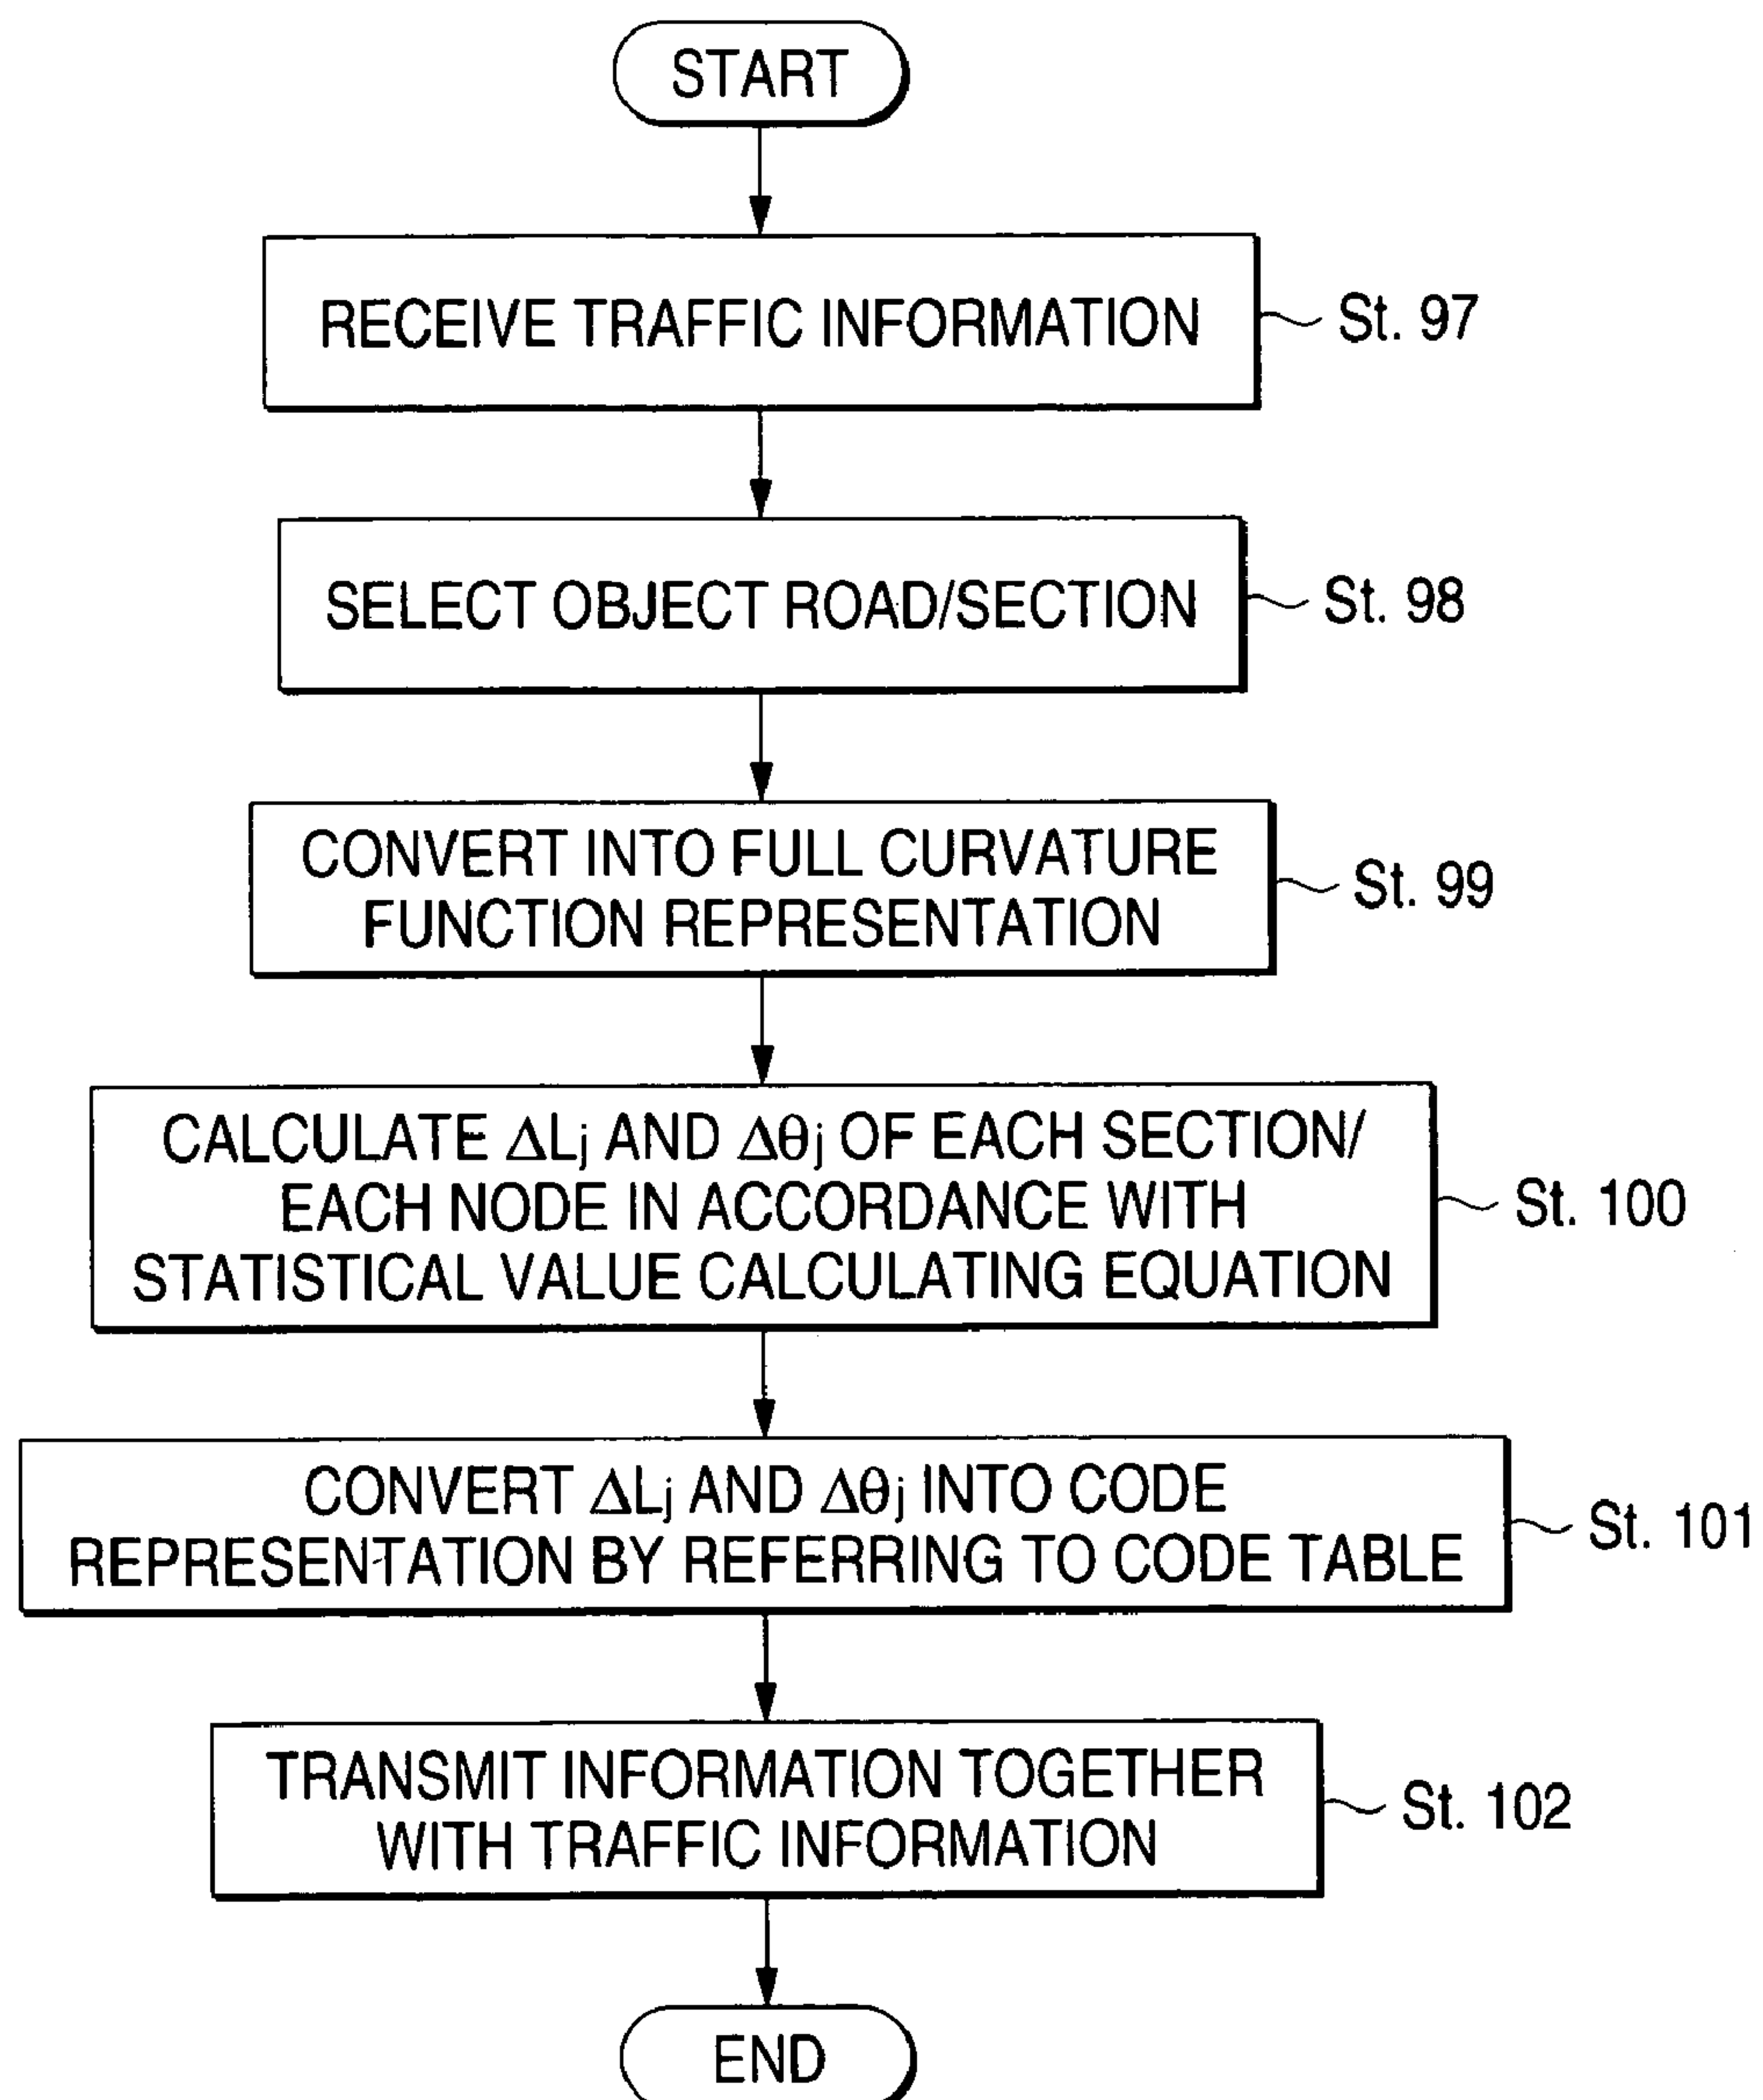 START
RECEIVE TRAFFIC INFORMATION
St. 97
SELECT OBJECT ROAD/SECTION
St. 98
CONVERT INTO FULL CURVATURE
FUNCTION REPRESENTATION
St. 99
CALCULATE ΔLj AND Δθj OF EACH SECTION/
EACH NODE IN ACCORDANCE WITH
STATISTICAL VALUE CALCULATING EQUATION
St. 100
CONVERT ΔLj AND Δθj INTO CODE
REPRESENTATION BY REFERRING TO CODE TABLE
St. 101
TRANSMIT INFORMATION TOGETHER
WITH TRAFFIC INFORMATION
St. 102
END